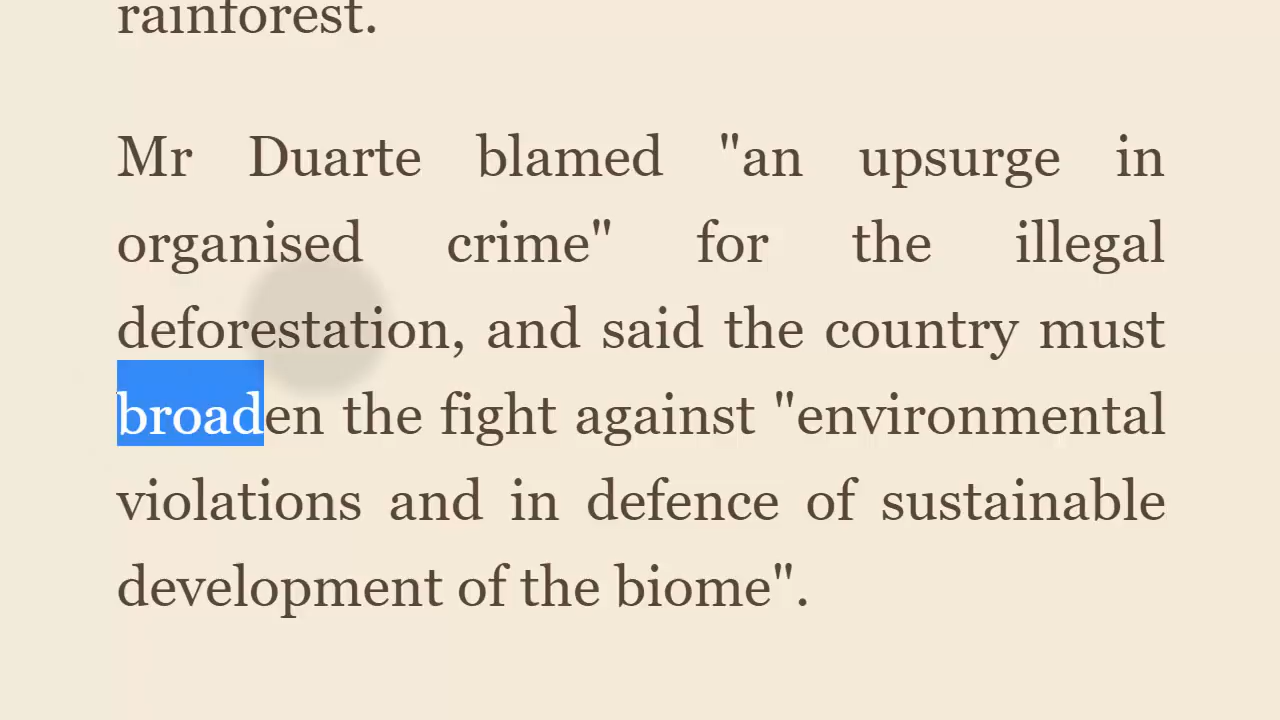 rainforest.
Mr Duarte blamed "an upsurge in
organised crime" for the illegal
deforestation, and said the country must
broaden the fight against "environmental
violations and in defence of sustainable
development of the biome".